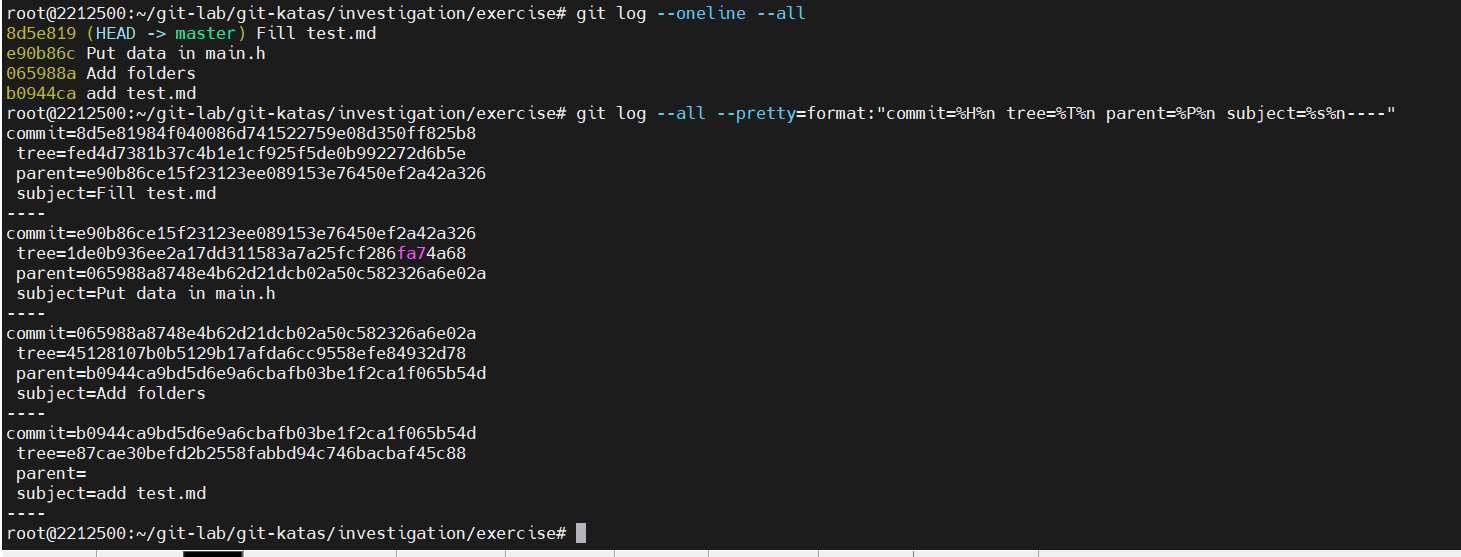 root@2212500:~/git-lab/git-katas/investigation/exercise# git log --oneline --all
8d5e819 (HEAD -> master) Fill test.md
e90b86c Put data in main.h
065988a Add folders
b0944ca add test.md
root@2212500:~/git-lab/git-katas/investigation/exercise# git log --all --pretty=format:"commit=%H%n tree=%T%n parent=%P%n subject=%s%n----"
commit=8d5e81984f040086d741522759e08d350ff825b8
 tree=fed4d7381b37c4b1e1cf925f5de0b992272d6b5e
 parent=e90b86ce15f23123ee089153e76450ef2a42a326
 subject=Fill test.md
----
commit=e90b86ce15f23123ee089153e76450ef2a42a326
 tree=1de0b936ee2a17dd311583a7a25fcf286fa74a68
 parent=065988a8748e4b62d21dcb02a50c582326a6e02a
 subject=Put data in main.h
----
commit=065988a8748e4b62d21dcb02a50c582326a6e02a
 tree=45128107b0b5129b17afda6cc9558efe84932d78
 parent=b0944ca9bd5d6e9a6cbafb03be1f2ca1f065b54d
 subject=Add folders
----
commit=b0944ca9bd5d6e9a6cbafb03be1f2ca1f065b54d
 tree=e87cae30befd2b2558fabbd94c746bacbaf45c88
 parent=
 subject=add test.md
----
root@2212500:~/git-lab/git-katas/investigation/exercise#